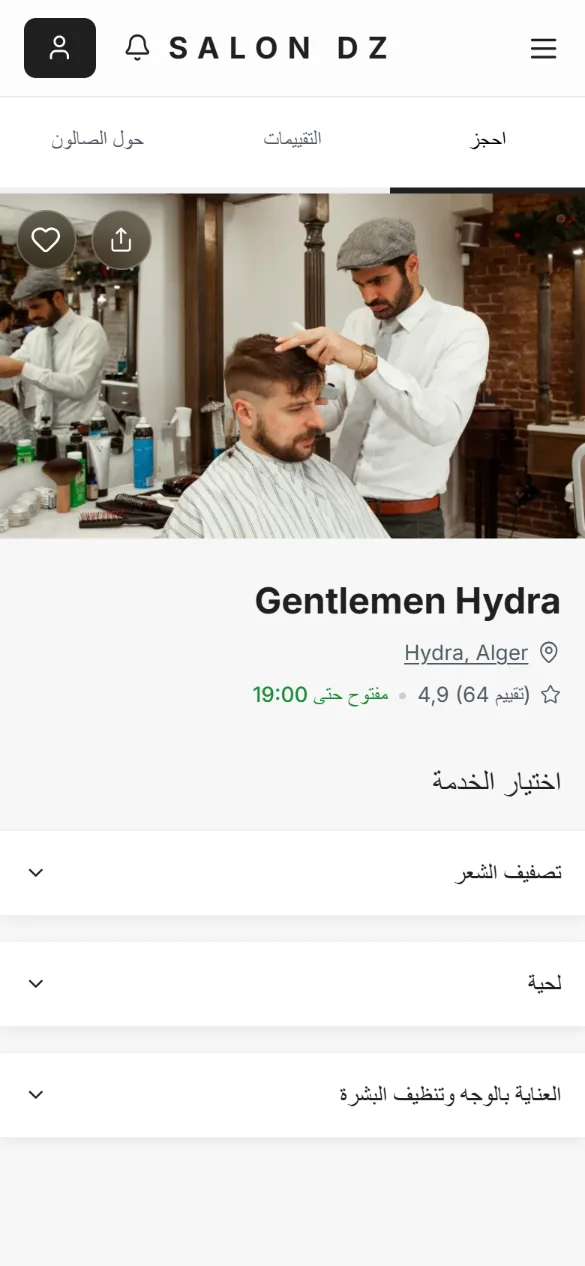 SALON DZ
احجز
التقييمات
حول الصالون
Gentlemen Hydra
Hydra, Alger
4,9 (64 تقييم) • مفتوح حتى 19:00
اختيار الخدمة
تصفيف الشعر
لحية
العناية بالوجه وتنظيف البشرة